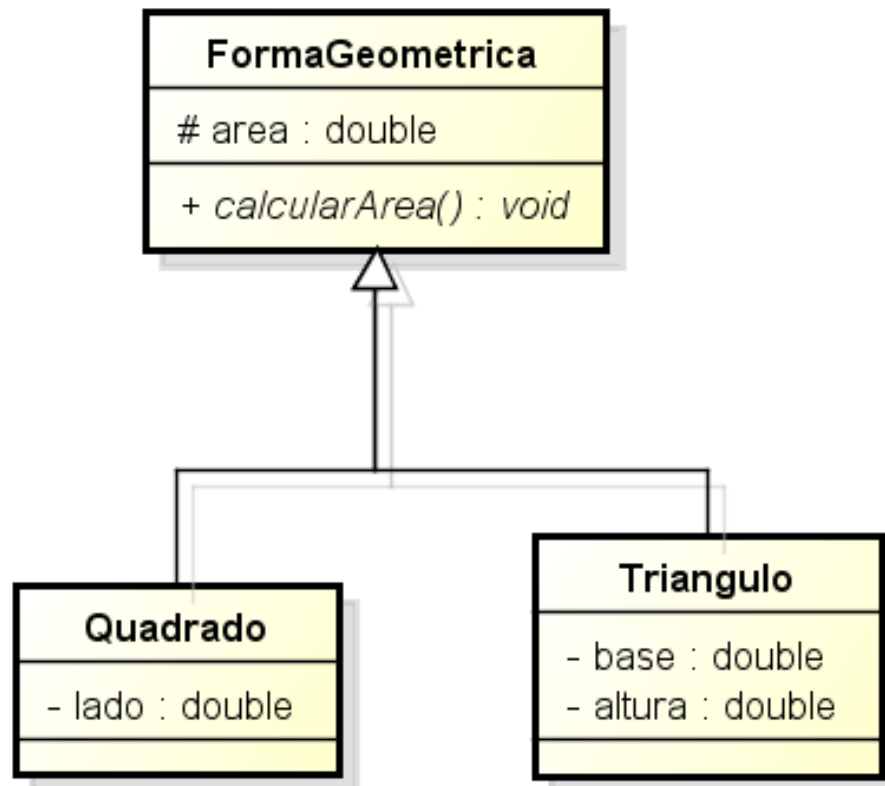 FormaGeometrica
# area : double
+ calcularArea() : void
Quadrado
- lado : double
Triangulo
- base : double
- altura : double